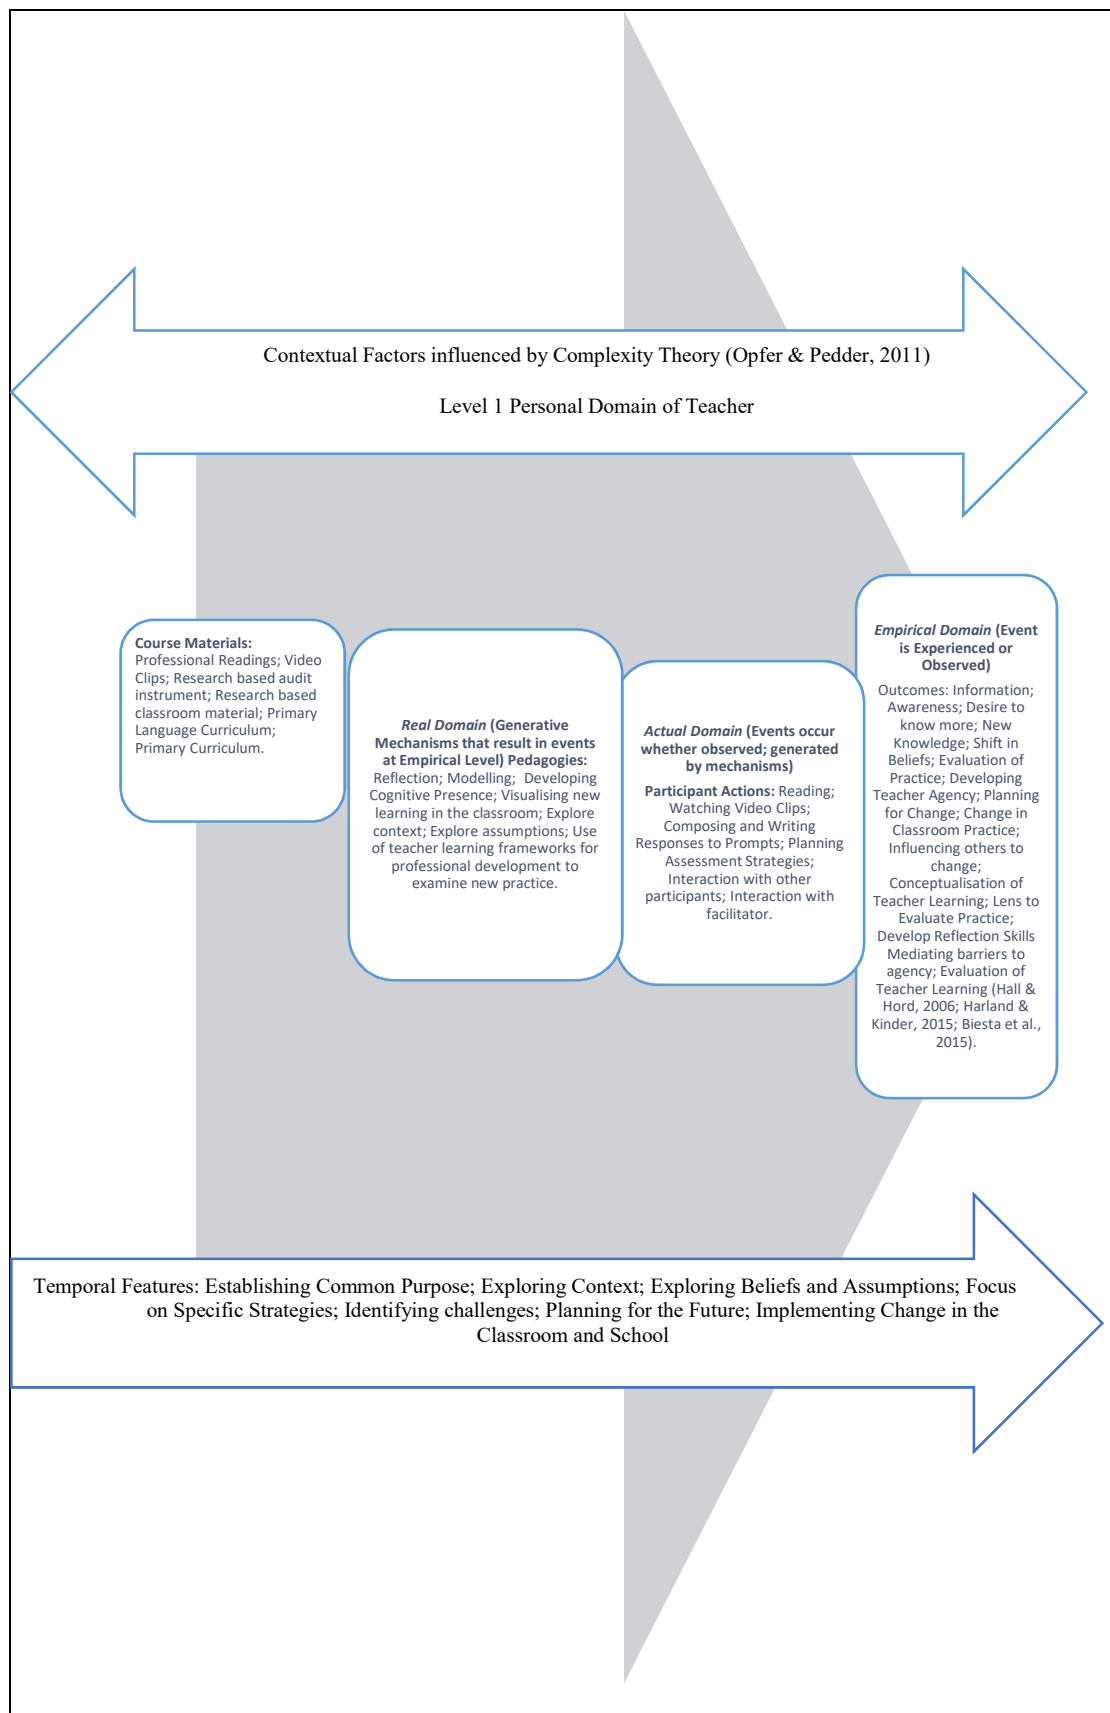 Contextual Factors influenced by Complexity Theory (Opfer & Pedder, 2011)
Level 1 Personal Domain of Teacher
Course Materials:
Professional Readings; Video
Clips; Research based audit
instrument; Research based
classroom material; Primary
Language Curriculum;
Primary Curriculum.
Real Domain (Generative
Mechanisms that result in events
at Empirical Level) Pedagogies:
Reflection; Modelling; Developing
Cognitive Presence; Visualising new
learning in the classroom; Explore
context; Explore assumptions; Use
of teacher learning frameworks for
professional development to
examine new practice.
Actual Domain (Events occur
whether observed; generated
by mechanisms)
Participant Actions: Reading;
Watching Video Clips;
Composing and Writing
Responses to Prompts; Planning
Assessment Strategies;
Interaction with other
participants; Interaction with
facilitator.
Empirical Domain (Event
is Experienced or
Observed)
Outcomes: Information;
Awareness; Desire to
know more; New
Knowledge; Shift in
Beliefs; Evaluation of
Practice; Developing
Teacher Agency; Planning
for Change; Change in
Classroom Practice;
Influencing others to
change;
Conceptualisation of
Teacher Learning; Lens to
Evaluate Practice;
Develop Reflection Skills
Mediating barriers to
agency; Evaluation of
Teacher Learning (Hall &
Hord, 2006; Harland &
Kinder, 2015; Biesta et al.,
2015).
Temporal Features: Establishing Common Purpose; Exploring Context; Exploring Beliefs and Assumptions; Focus
on Specific Strategies; Identifying challenges; Planning for the Future; Implementing Change in the
Classroom and School